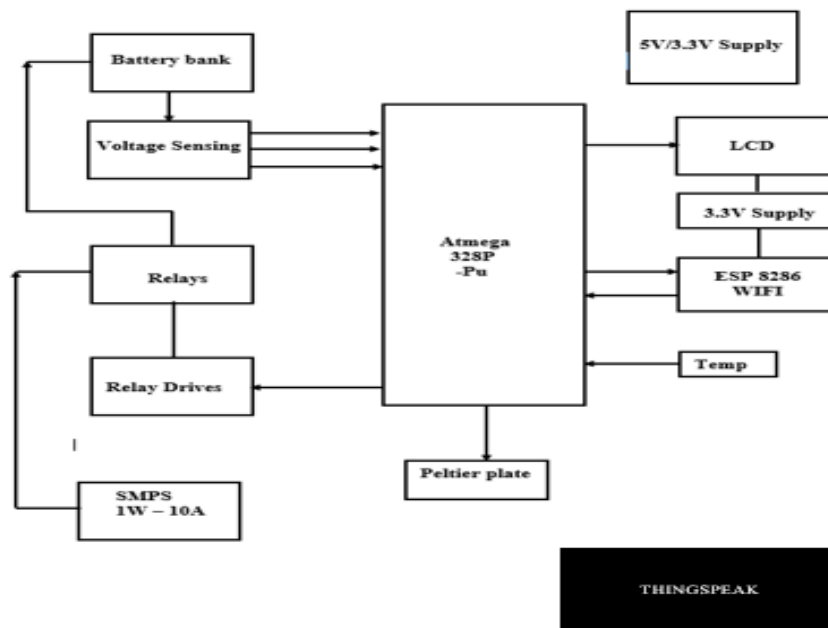 Battery bank
5V/3.3V Supply
Voltage Sensing
LCD
3.3V Supply
Atmega
328P
-Pu
Relays
ESP 8286
WIFI
Relay Drives
Temp
Peltier plate
SMPS
1W – 10A
THINGSPEAK